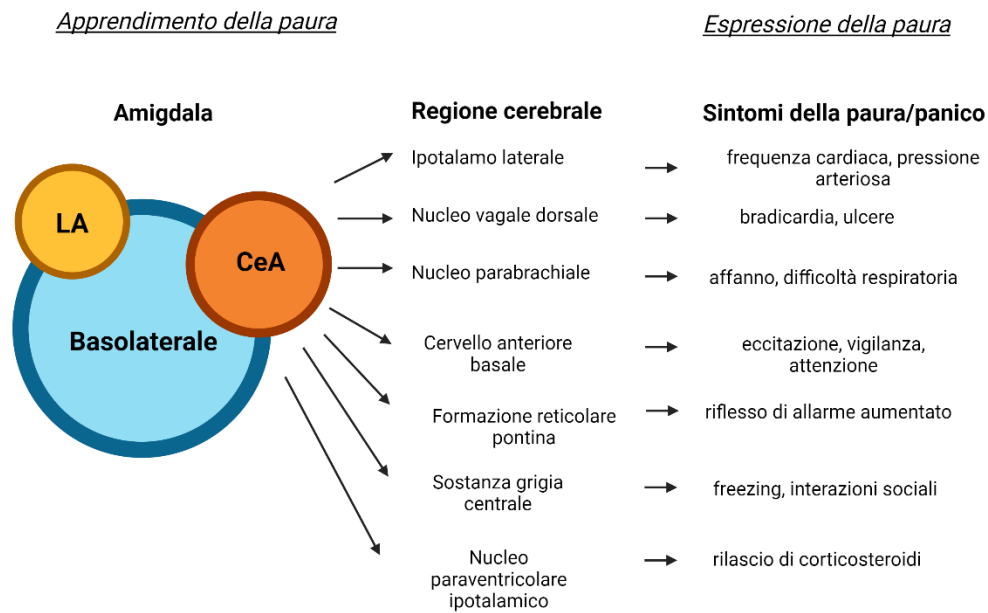 Apprendimento della paura
Espressione della paura
Amigdala
Regione cerebrale
Sintomi della paura/panico
LA
CeA
Basolaterale
Ipotalamo laterale
frequenza cardiaca, pressione
arteriosa
Nucleo vagale dorsale
bradicardia, ulcere
Nucleo parabrachiale
affanno, difficoltà respiratoria
Cervello anteriore
basale
eccitazione, vigilanza,
attenzione
Formazione reticolare
pontina
riflesso di allarme aumentato
Sostanza grigia
centrale
freezing, interazioni sociali
Nucleo
paraventricolare
ipotalamico
rilascio di corticosteroidi